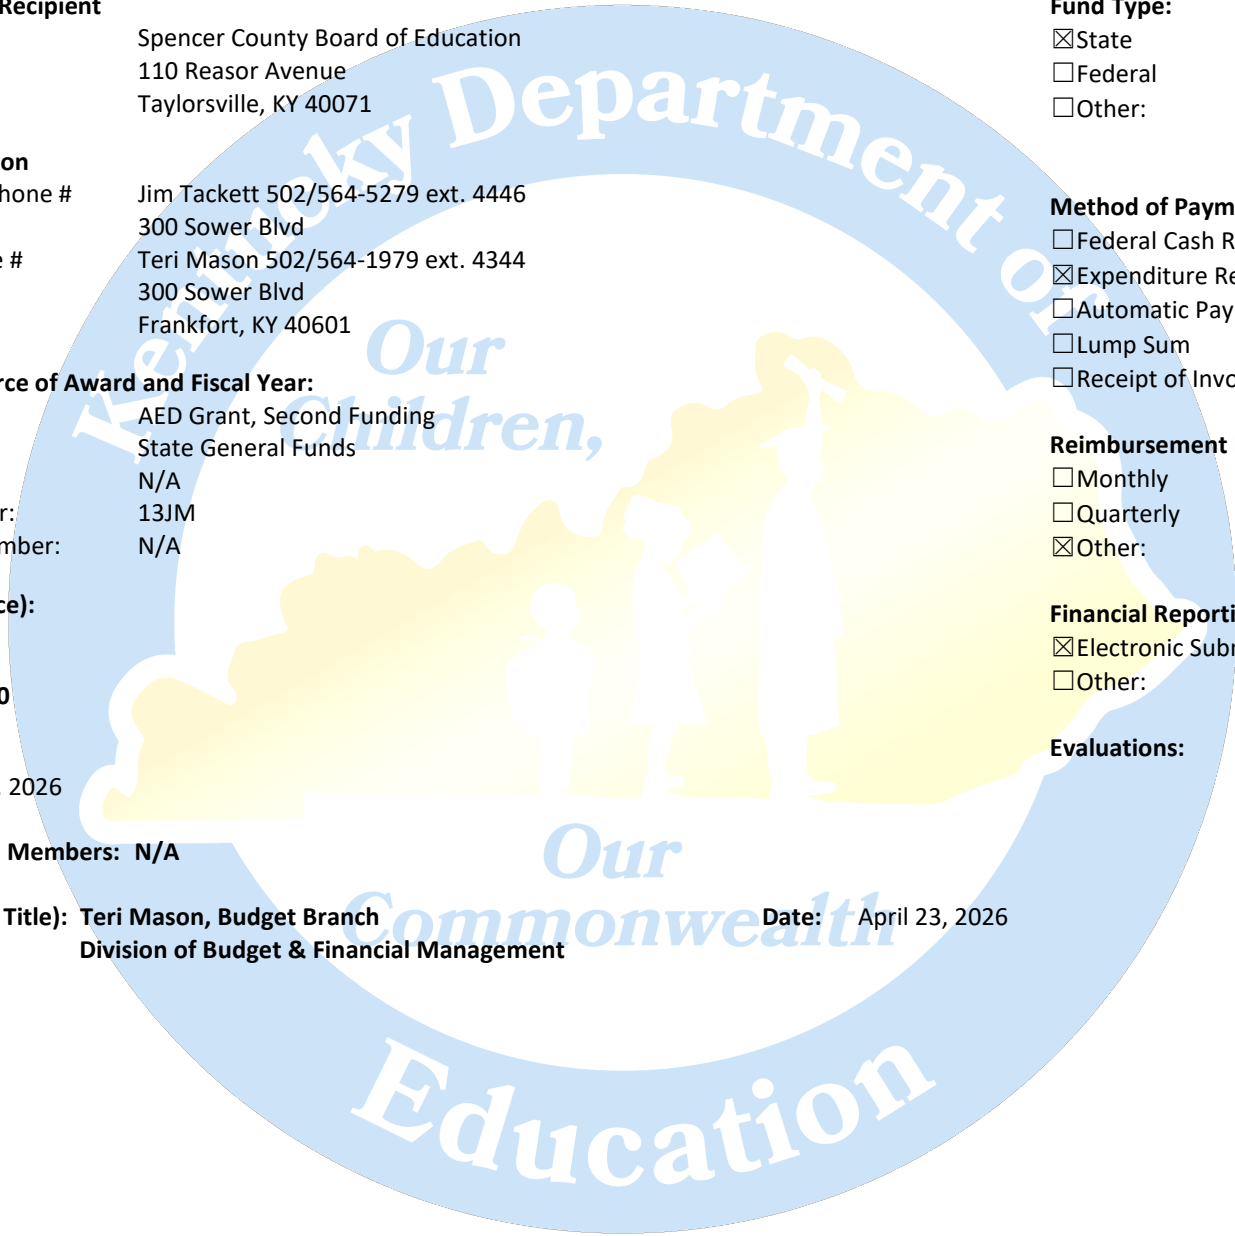 Recipient
Spencer County Board of Education
110 Reasor Avenue
Taylorsville, KY 40071
on
hone # Jim Tackett 502/564-5279 ext. 4446
300 Sower Blvd
e # Teri Mason 502/564-1979 ext. 4344
300 Sower Blvd
Frankfort, KY 40601
rce of Award and Fiscal Year:
AED Grant, Second Funding
State General Funds
N/A
r: 13JM
mber: N/A
ce):
0
, 2026
Members: N/A
Title): Teri Mason, Budget Branch Date: April 23, 2026
Division of Budget & Financial Management
Fund Type:
☒State
☐Federal
☐Other:
Method of Paym
☐Federal Cash R
☒Expenditure Re
☐Automatic Pay
☐Lump Sum
☐Receipt of Invo
Reimbursement
☐Monthly
☐Quarterly
☒Other:
Financial Reporti
☒Electronic Subr
☐Other:
Evaluations:
Kentucky Department of
Education
Our
Children,
Our
Commonwealth